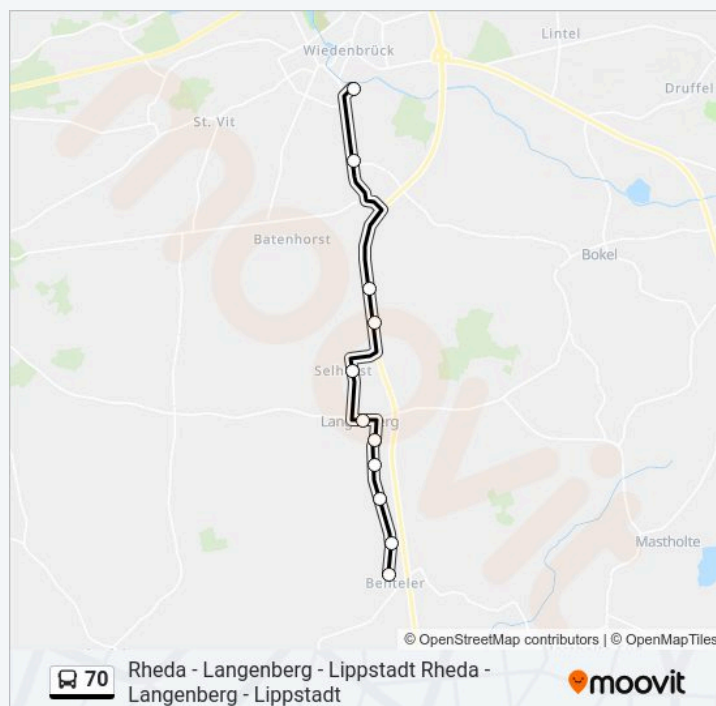 Wiedenbrück
Lintel
Druffel
St. Vit
Batenhorst
Bokel
Selhorst
Langenberg
Mastholte
Benteler
moovit
© OpenStreetMap contributors | © OpenMapTiles
70
Rheda - Langenberg - Lippstadt Rheda -
Langenberg - Lippstadt
moovit